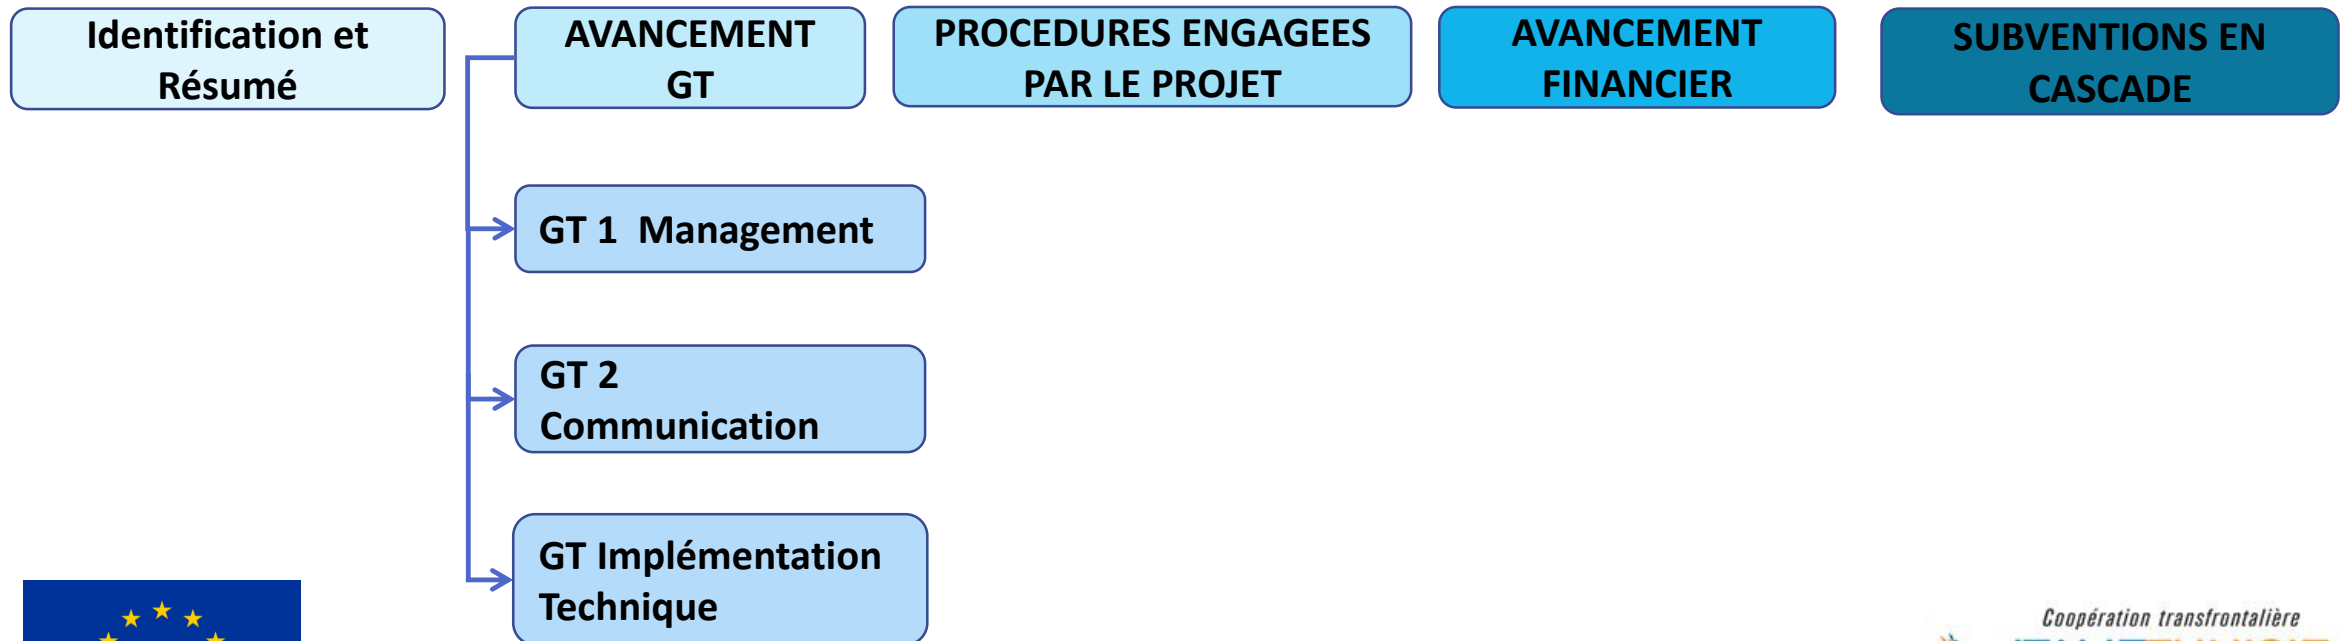 Identification et
Résumé
AVANCEMENT
GT
PROCEDURES ENGAGEES
PAR LE PROJET
AVANCEMENT
FINANCIER
SUBVENTIONS EN
CASCADE
GT 1  Management
GT 2
Communication
GT Implémentation
Technique
Coopération transfrontalière